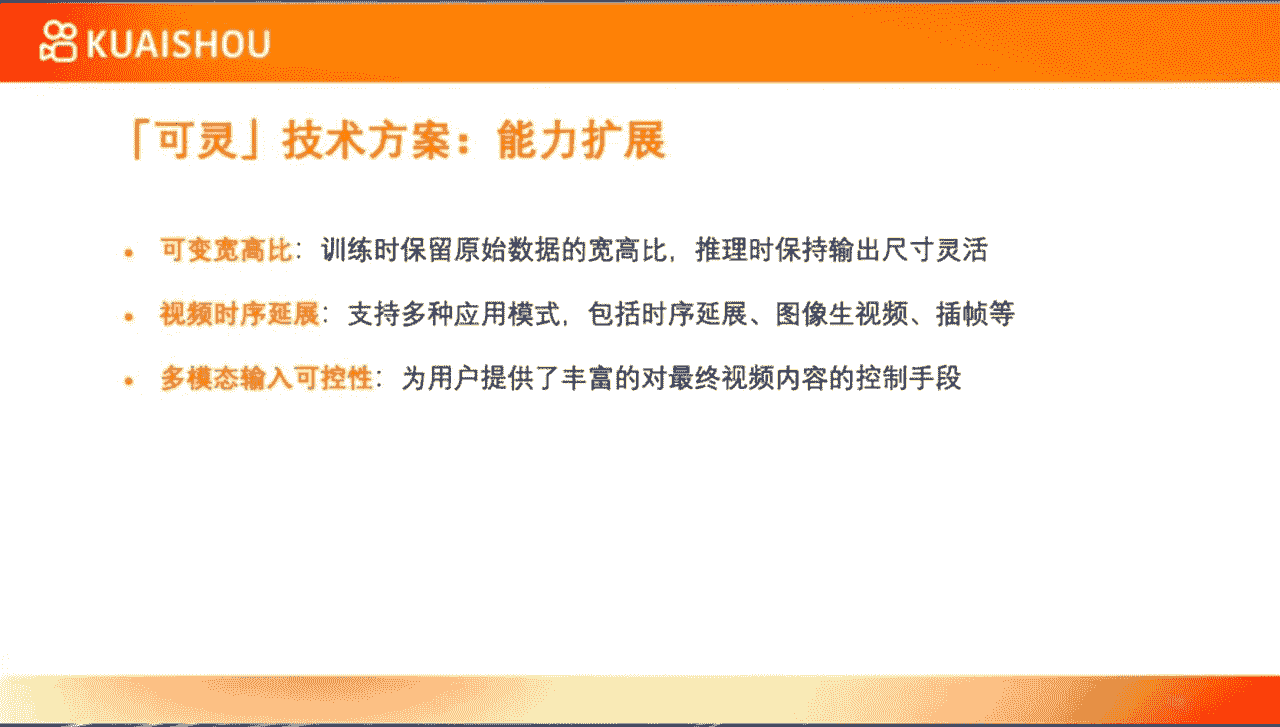 KUAISHOU
「可灵」技术方案：能力扩展
• 可变宽高比：训练时保留原始数据的宽高比，推理时保持输出尺寸灵活
• 视频时序延展：支持多种应用模式，包括时序延展、图像生视频、插帧等
• 多模态输入可控性：为用户提供了丰富的对最终视频内容的控制手段